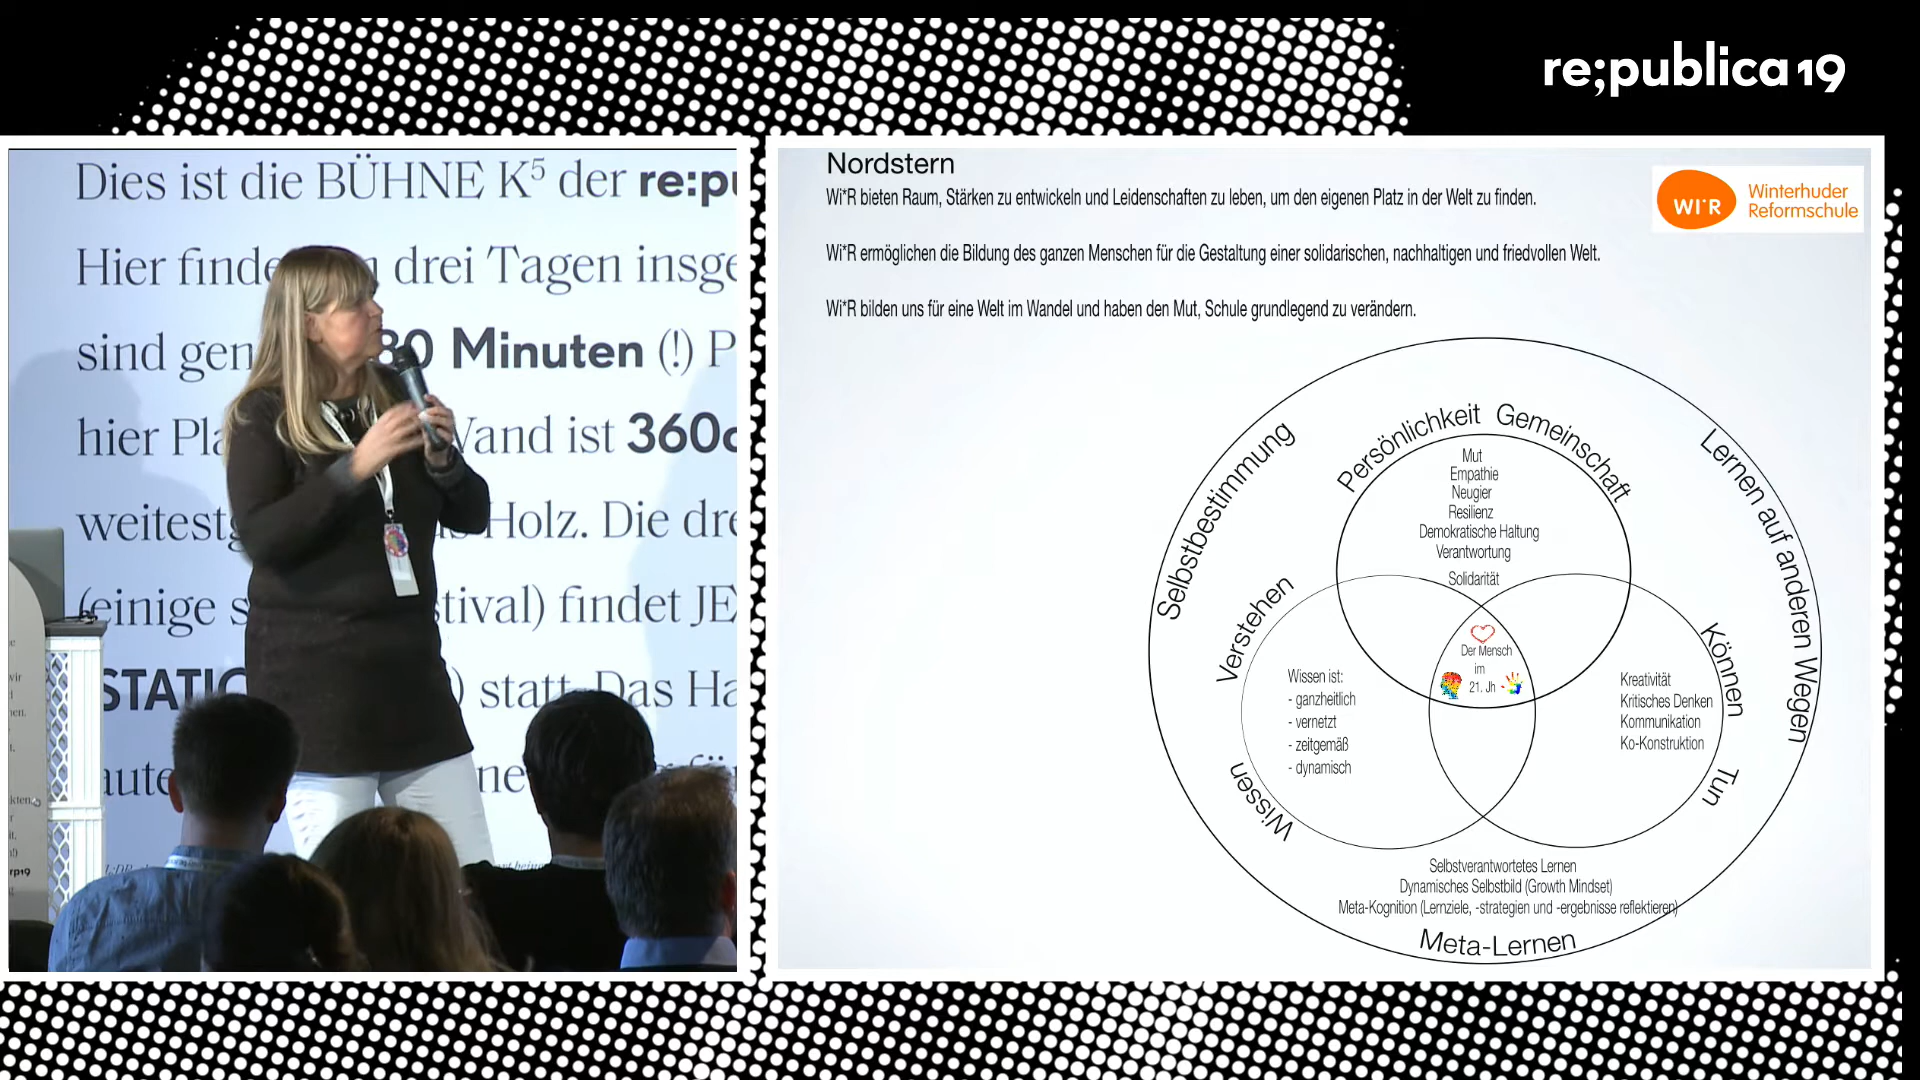 re;publica 19
Dies ist die BÜHNE K5 der re:pu
Hier finde drei Tagen insge
sind gen 30 Minuten (!) P
hier Pla Wand ist 360
weitest Holz. Die dre
(einige s stival) findet JE
STATIO ) statt. Das Ha
aute ne
rp19
Nordstern
Wi*R bieten Raum, Stärken zu entwickeln und Leidenschaften zu leben, um den eigenen Platz in der Welt zu finden.
Wi*R ermöglichen die Bildung des ganzen Menschen für die Gestaltung einer solidarischen, nachhaltigen und friedvollen Welt.
Wi*R bilden uns für eine Welt im Wandel und haben den Mut, Schule grundlegend zu verändern.
WI*R
Winterhuder
Reformschule
Selbstbestimmung
Persönlichkeit Gemeinschaft
Lernen auf anderen Wegen
Mut
Empathie
Neugier
Resilienz
Demokratische Haltung
Verantwortung
Solidarität
Verstehen
Wissen
Wissen ist:
- ganzheitlich
- vernetzt
- zeitgemäß
- dynamisch
Der Mensch
im
21. Jh
Können
Tun
Kreativität
Kritisches Denken
Kommunikation
Ko-Konstruktion
Selbstverantwortetes Lernen
Dynamisches Selbstbild (Growth Mindset)
Meta-Kognition (Lernziele, -strategien und -ergebnisse reflektieren)
Meta-Lernen